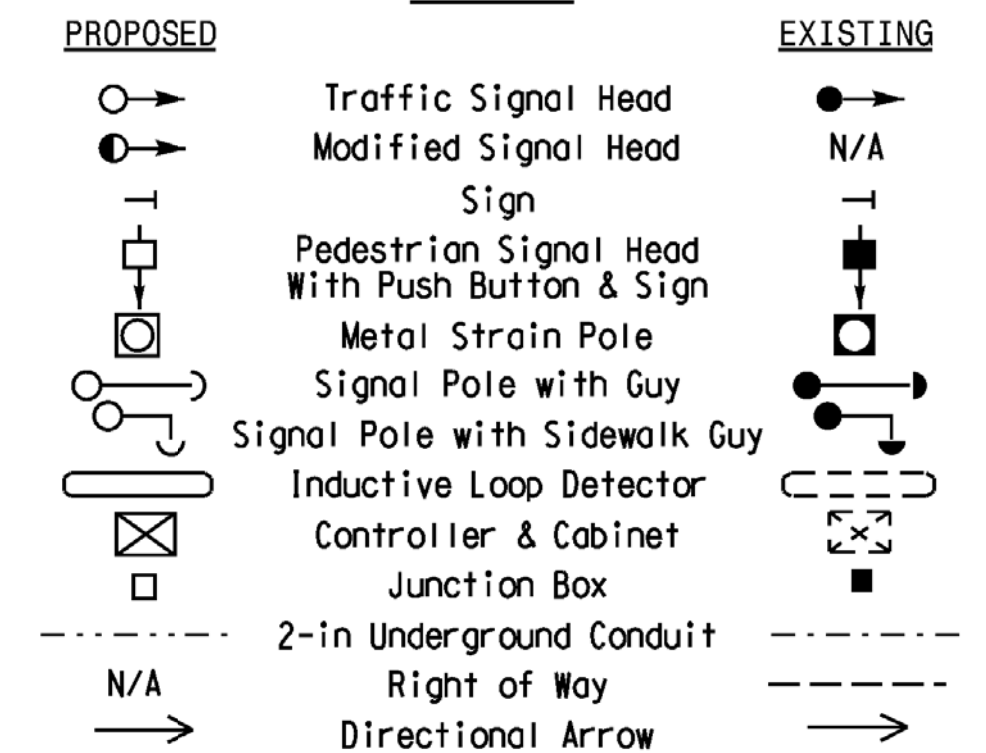 PROPOSED EXISTING
Traffic Signal Head
Modified Signal Head N/A
Sign
Pedestrian Signal Head
With Push Button & Sign
Metal Strain Pole
Signal Pole with Guy
Signal Pole with Sidewalk Guy
Inductive Loop Detector
Controller & Cabinet
Junction Box
2-in Underground Conduit
N/A Right of Way
Directional Arrow